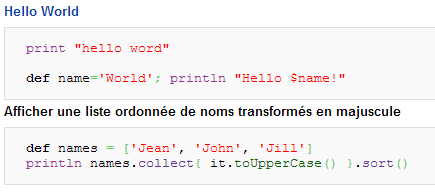 Hello World
print "hello word"
def name='World'; println "Hello $name!"
Afficher une liste ordonnée de noms transformés en majuscule
def names = ['Jean', 'John', 'Jill']
println names.collect{ it.toUpperCase() }.sort()